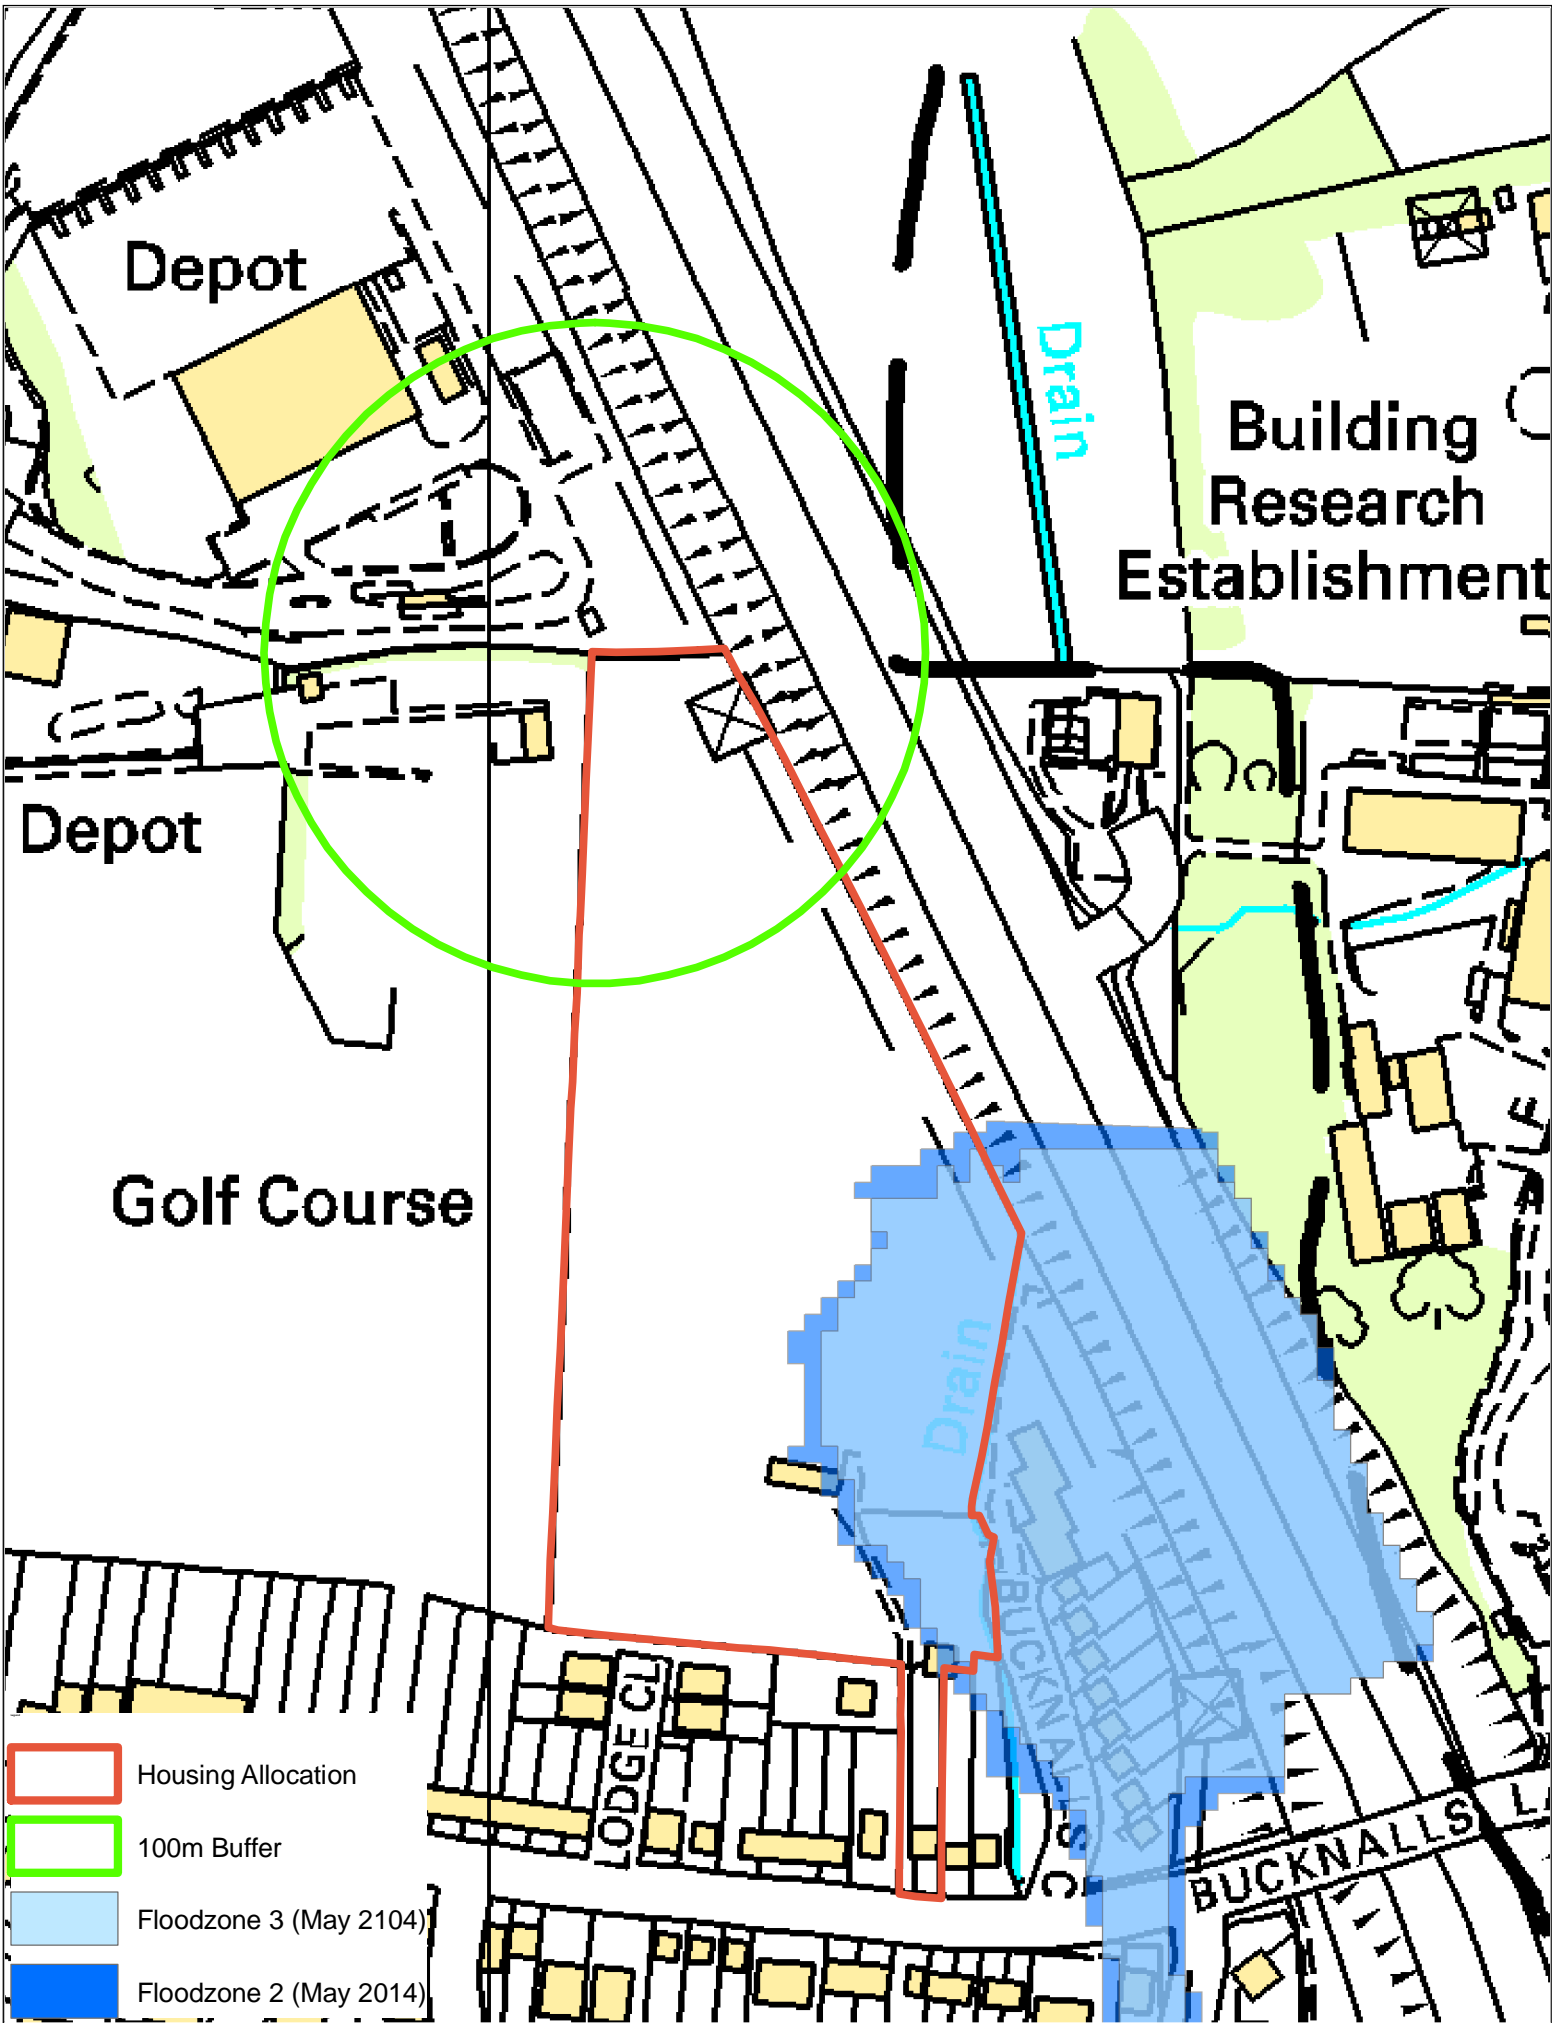 Depot
Drain
Building
Research
Establishment
Depot
Golf Course
Drain
BUCKNALLS C
LODGE CL
BUCKNALLS L
Housing Allocation
100m Buffer
Floodzone 3 (May 2104)
Floodzone 2 (May 2014)